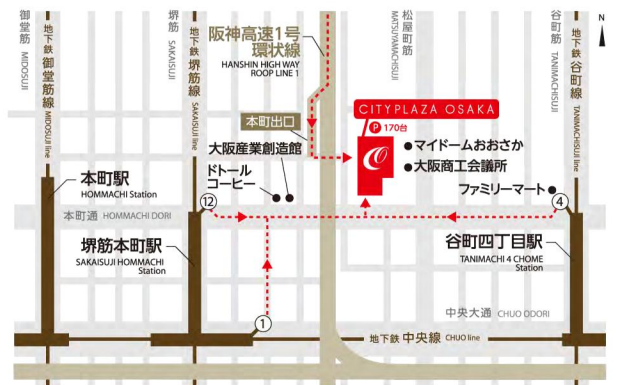 御堂筋
MIDOSUJI
地下鉄 御堂筋線
MIDOSUJI line
堺筋
SAKAISUJI
地下鉄 堺筋線
SAKAISUJI line
阪神高速1号
環状線
HANSHIN HIGH WAY
ROOP LINE 1
松屋町筋
MATSUYAMACHISUJI
谷町筋
TANIMACHISUJI
地下鉄 谷町線
TANIMACHISUJI line
N
本町出口
CITYPLAZA OSAKA
P 170台
マイドームおおさか
大阪商工会議所
大阪産業創造館
ドトール
コーヒー
ファミリーマート
本町駅
HOMMACHI Station
12
4
本町通 HOMMACHI DORI
堺筋本町駅
SAKAISUJI HOMMACHI
Station
谷町四丁目駅
TANIMACHI 4 CHOME
Station
中央大通 CHUO ODORI
1
地下鉄 中央線 CHUO line